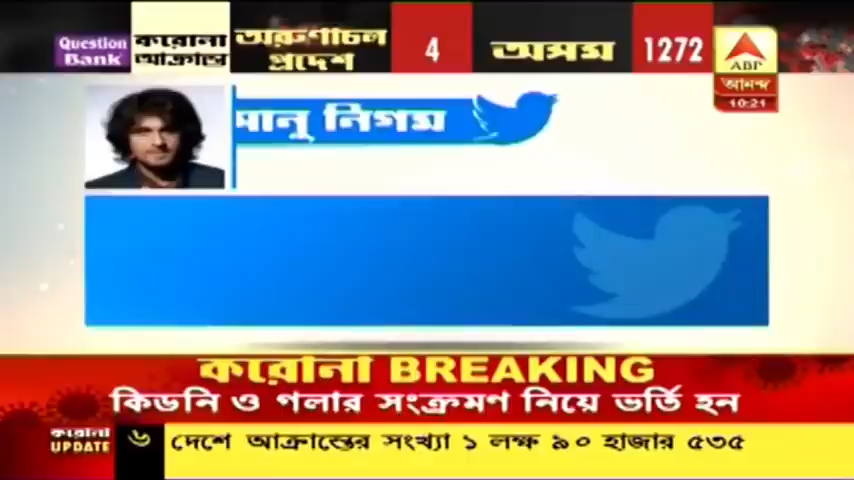 Question Bank
করোনা আক্রান্ত
অরুণাচল প্রদেশ
4
অসম
1272
ABP
আনন্দ
10:21
নিগম
করোনা BREAKING
কিডনি ও গলার সংক্রমণ নিয়ে ভর্তি হন
করোনা UPDATE
৬
দেশে আক্রান্তের সংখ্যা ১ লক্ষ ৯০ হাজার ৫৩৫